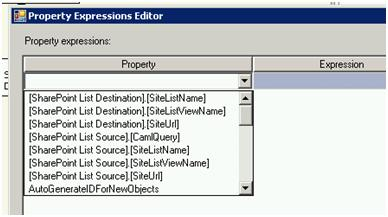 Property Expressions Editor
Property expressions:
Property Expression
[SharePoint List Destination].[SiteListName]
[SharePoint List Destination].[SiteListViewName]
[SharePoint List Destination].[SiteUrl]
[SharePoint List Source].[CamlQuery]
[SharePoint List Source].[SiteListName]
[SharePoint List Source].[SiteListViewName]
[SharePoint List Source].[SiteUrl]
AutoGenerateIDForNewObjects